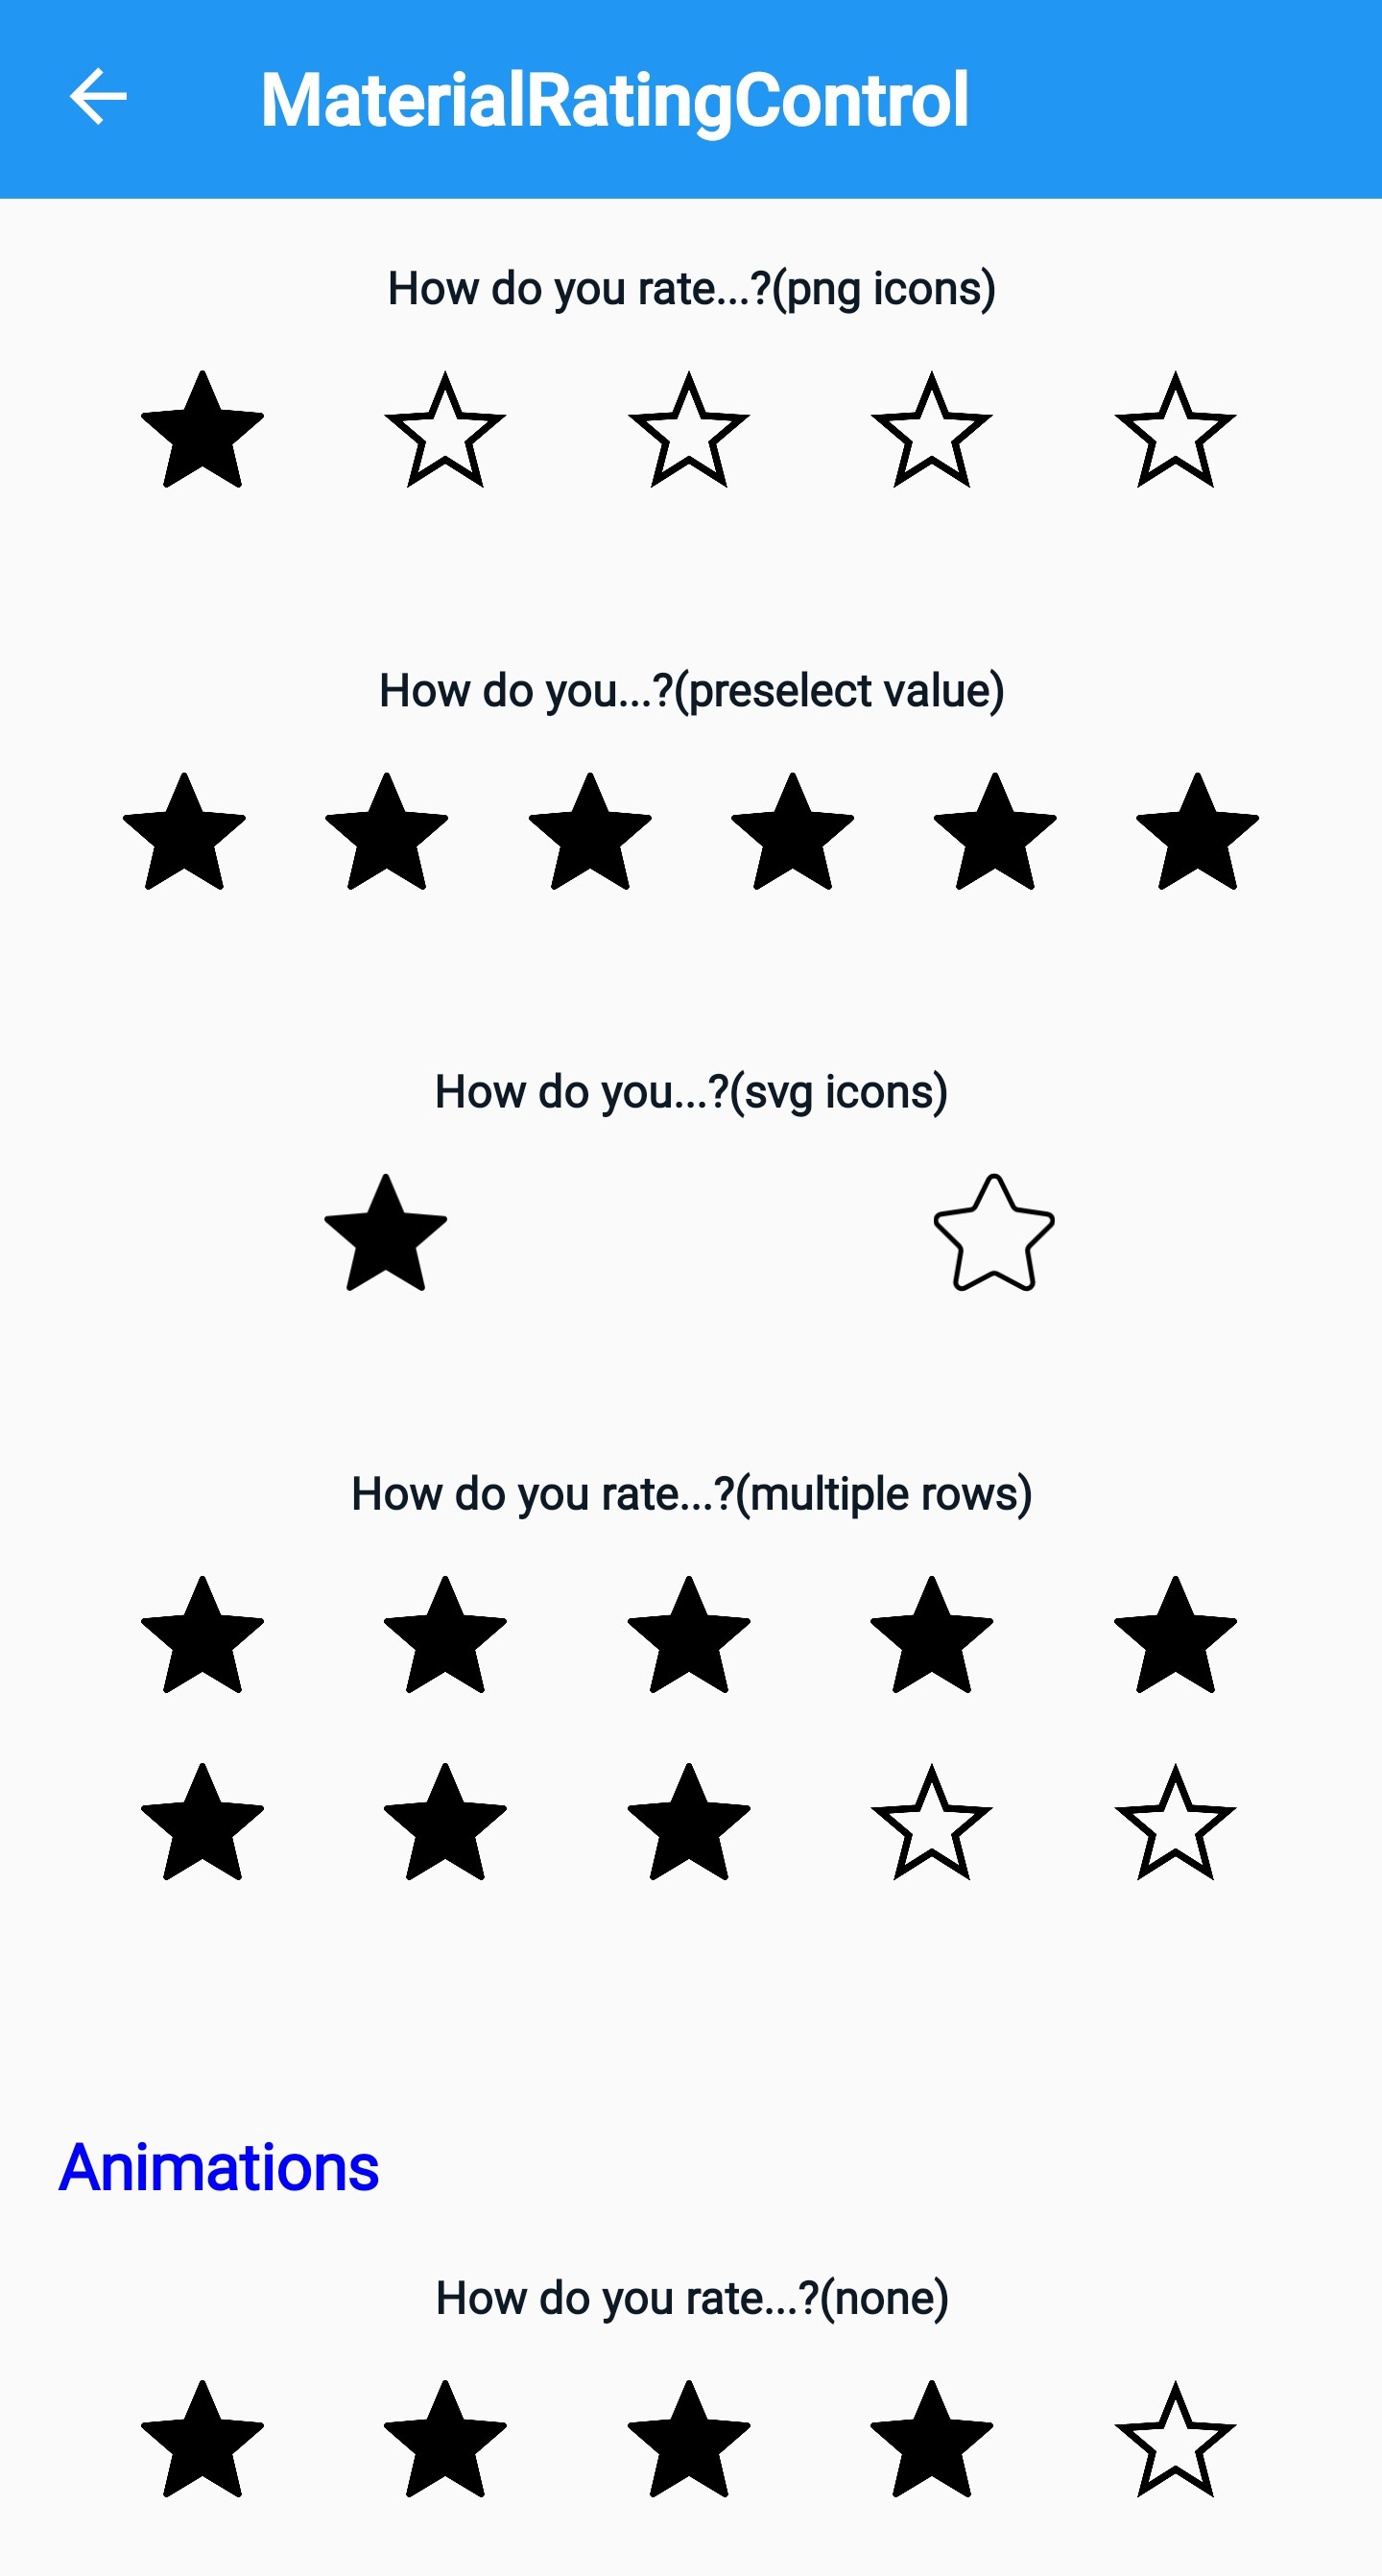 MaterialRatingControl
How do you rate...?(png icons)
How do you...?(preselect value)
How do you...?(svg icons)
How do you rate...?(multiple rows)
Animations
How do you rate...?(none)